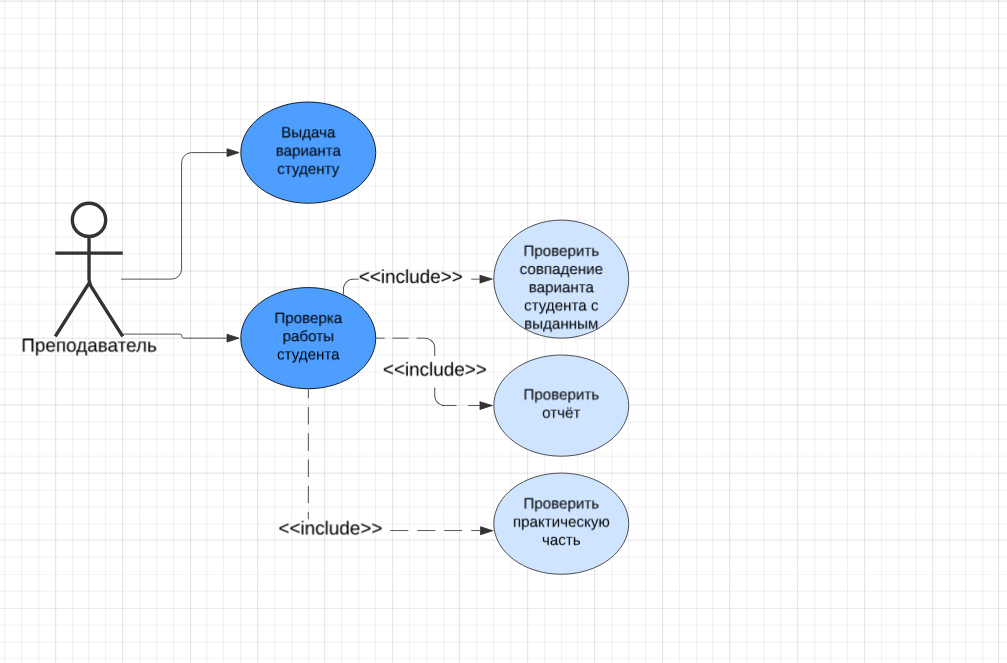 Выдача
варианта
студенту
Преподаватель
Проверка
работы
студента
<<include>>
Проверить
совпадение
варианта
студента с
выданным
<<include>>
Проверить
отчёт
<<include>>
Проверить
практическую
часть